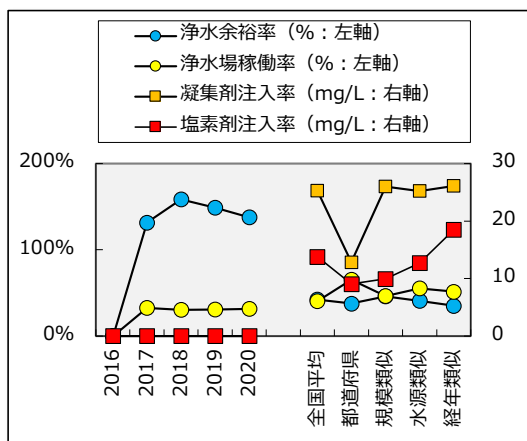 浄水余裕率（%：左軸）
浄水場稼働率（%：左軸）
凝集剤注入率（mg/L：右軸）
塩素剤注入率（mg/L：右軸）
200%
100%
0%
30
20
10
0
2016
2017
2018
2019
2020
全国平均
都道府県
規模類似
水源類似
経年類似